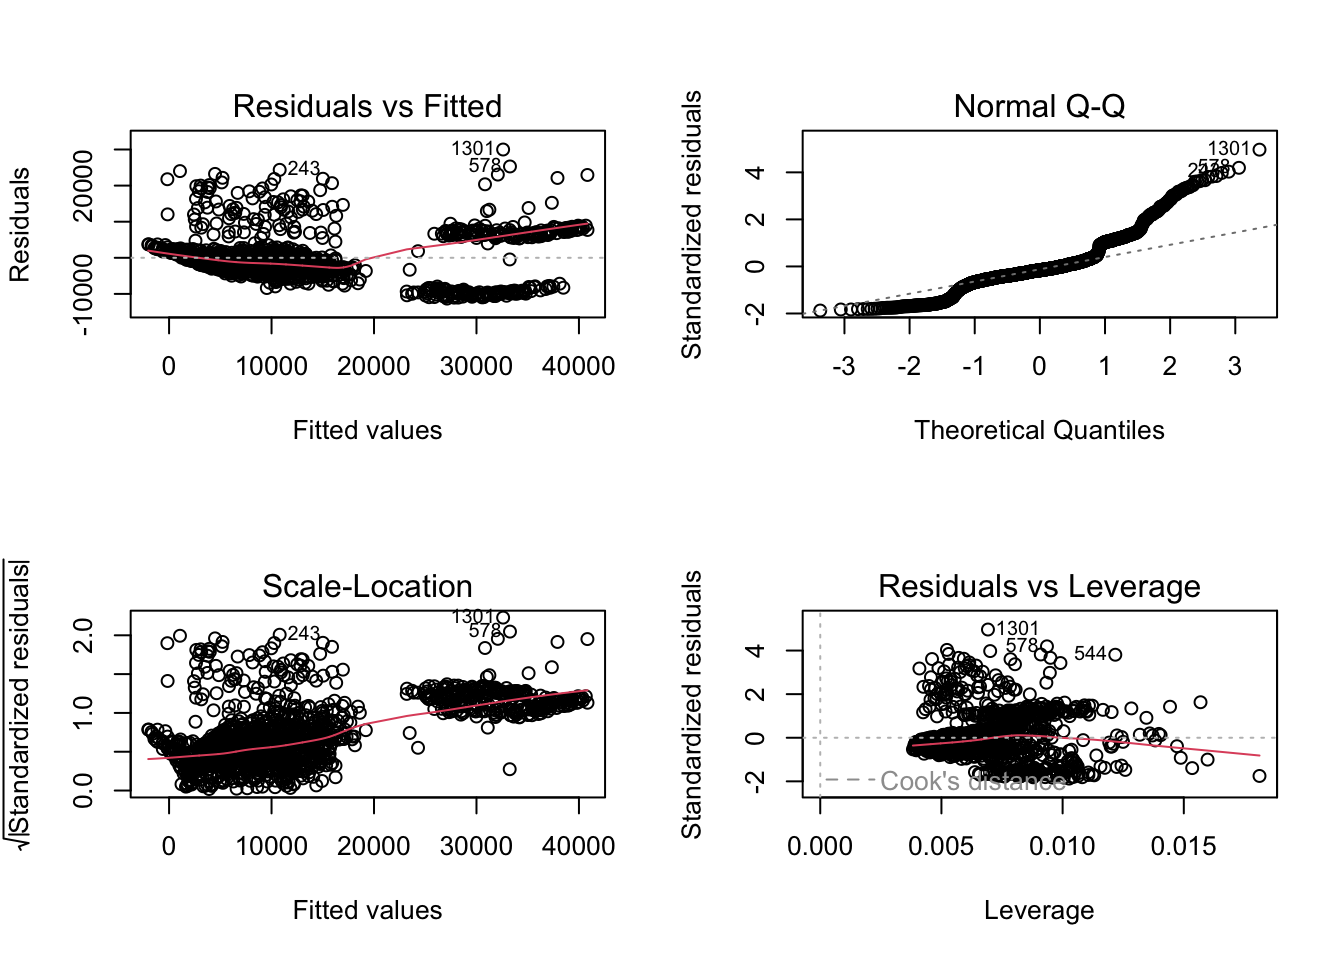 Residuals vs Fitted
Residuals
20000
-10000
1301
578
243
0 10000 20000 30000 40000
Fitted values
Normal Q-Q
Standardized residuals
4
2
0
-2
1301
578
243
-3 -2 -1 0 1 2 3
Theoretical Quantiles
Scale-Location
√|Standardized residuals|
2.0
1.0
0.0
1301
578
243
0 10000 20000 30000 40000
Fitted values
Residuals vs Leverage
Standardized residuals
4
2
0
-2
1301
578
544
Cook's distance
0.000 0.005 0.010 0.015
Leverage